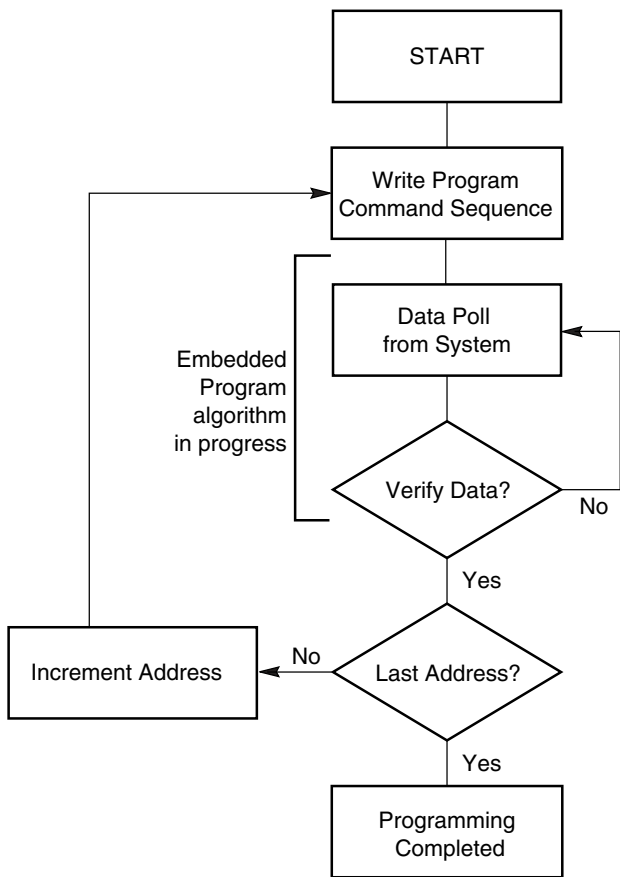 START
Write Program
Command Sequence
Data Poll
from System
Embedded
Program
algorithm
in progress
Verify Data?
No
Yes
No
Increment Address
Last Address?
Yes
Programming
Completed